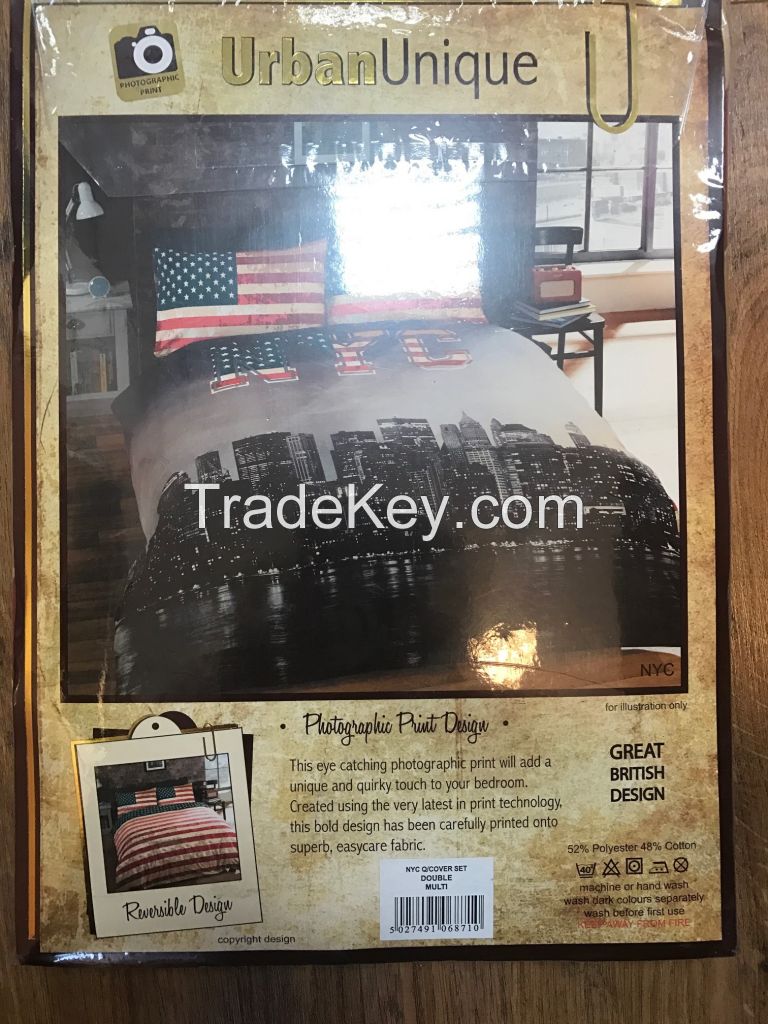 PHOTOGRAPHIC
PRINT
UrbanUnique
NYC
TradeKey.com
NYC
for illustration only
• Photographic Print Design •
This eye catching photographic print will add a
unique and quirky touch to your bedroom.
Created using the very latest in print technology,
this bold design has been carefully printed onto
superb, easycare fabric.
GREAT
BRITISH
DESIGN
Reversible Design
copyright design
NYC Q/COVER SET
DOUBLE
MULTI
5 027491 068710
52% Polyester 48% Cotton
40°
machine or hand wash
wash dark colours separately
wash before first use
KEEP AWAY FROM FIRE